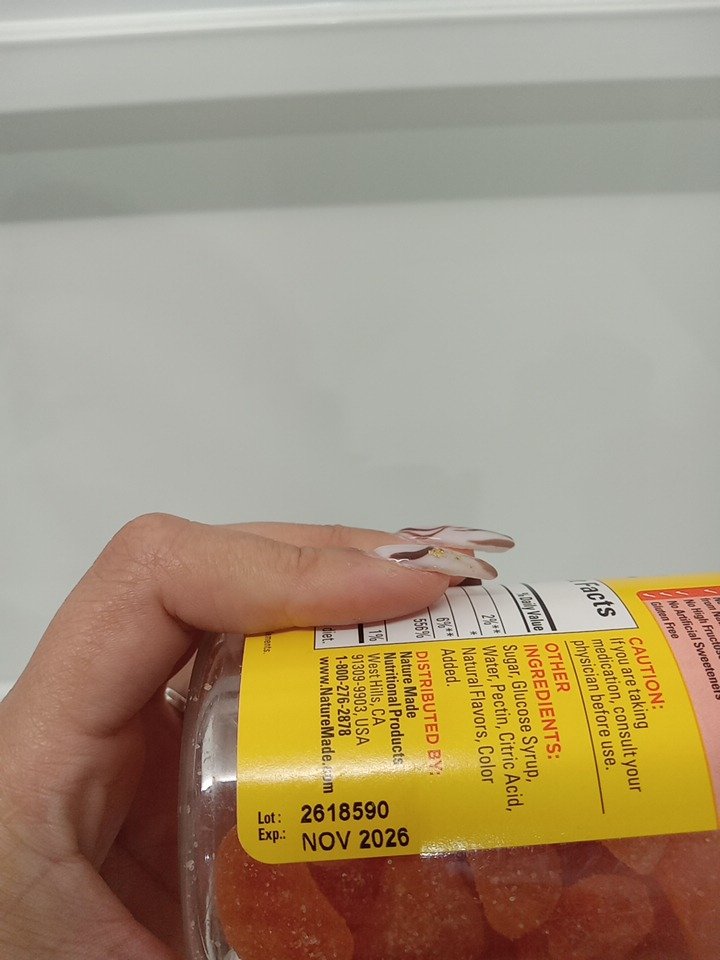 Facts
% Daily Value
2%**
*
6%**
556%
1%
CAUTION:
If you are taking
medication, consult your
physician before use.
OTHER
INGREDIENTS:
Sugar, Glucose Syrup,
Water, Pectin, Citric Acid,
Natural Flavors, Color
Added.
DISTRIBUTED BY:
Nature Made
Nutritional Products
West Hills, CA
91309-9903, USA
1-800-276-2878
www.NatureMade.
Lot: 2618590
Exp.: NOV 2026
No High
No Artificial Sweeteners
Gluten Free